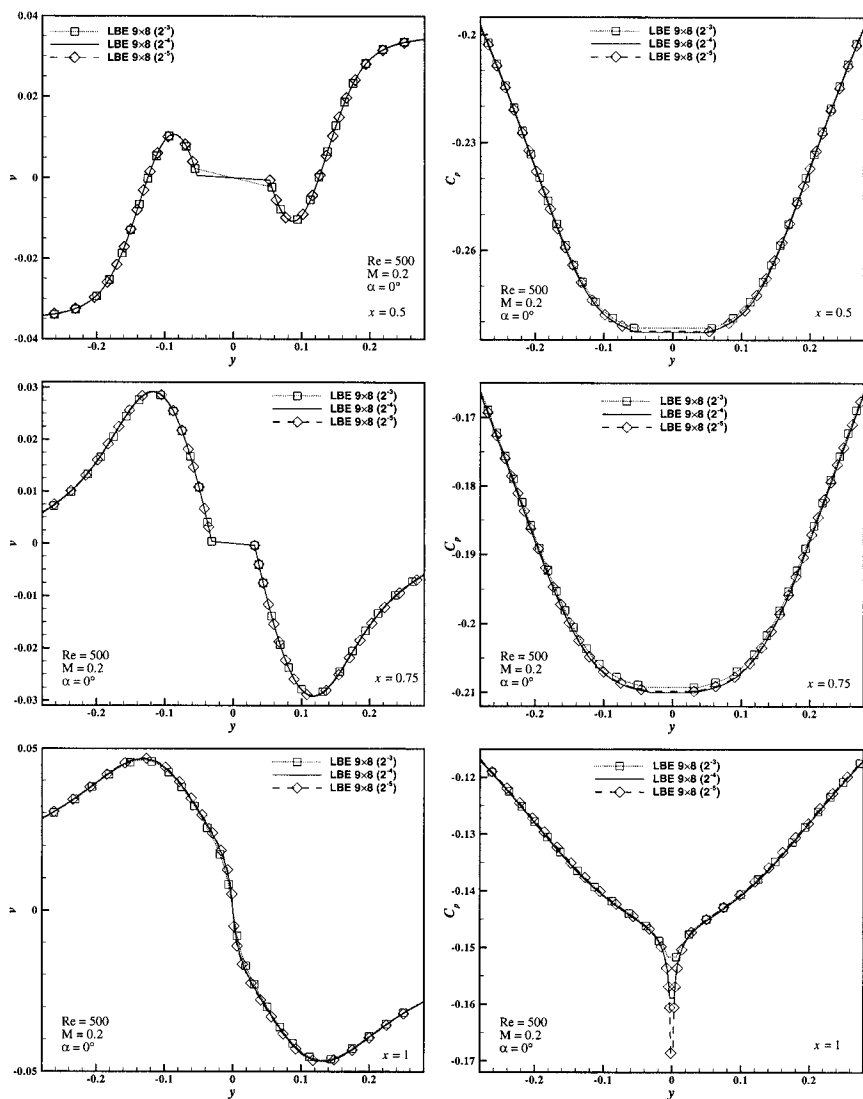 0.04
LBE 9×8 (2⁻³)
LBE 9×8 (2⁻⁴)
LBE 9×8 (2⁻⁵)
0.02
v
0
-0.02
-0.04
Re = 500
M = 0.2
α = 0°
x = 0.5
-0.2
-0.1
0
0.1
0.2
y
-0.2
LBE 9×8 (2⁻³)
LBE 9×8 (2⁻⁴)
LBE 9×8 (2⁻⁵)
-0.23
Cₚ
-0.26
Re = 500
M = 0.2
α = 0°
x = 0.5
-0.2
-0.1
0
0.1
0.2
y
0.03
LBE 9×8 (2⁻³)
LBE 9×8 (2⁻⁴)
LBE 9×8 (2⁻⁵)
0.02
0.01
v
0
-0.01
-0.02
-0.03
Re = 500
M = 0.2
α = 0°
x = 0.75
-0.2
-0.1
0
0.1
0.2
y
-0.17
LBE 9×8 (2⁻³)
LBE 9×8 (2⁻⁴)
LBE 9×8 (2⁻⁵)
-0.18
Cₚ
-0.19
-0.2
-0.21
Re = 500
M = 0.2
α = 0°
x = 0.75
-0.2
-0.1
0
0.1
0.2
y
0.05
LBE 9×8 (2⁻³)
LBE 9×8 (2⁻⁴)
LBE 9×8 (2⁻⁵)
v
0
-0.05
Re = 500
M = 0.2
α = 0°
x = 1
-0.2
-0.1
0
0.1
0.2
y
-0.12
LBE 9×8 (2⁻³)
LBE 9×8 (2⁻⁴)
LBE 9×8 (2⁻⁵)
-0.13
Cₚ
-0.14
-0.15
-0.16
-0.17
Re = 500
M = 0.2
α = 0°
x = 1
-0.2
-0.1
0
0.1
0.2
y